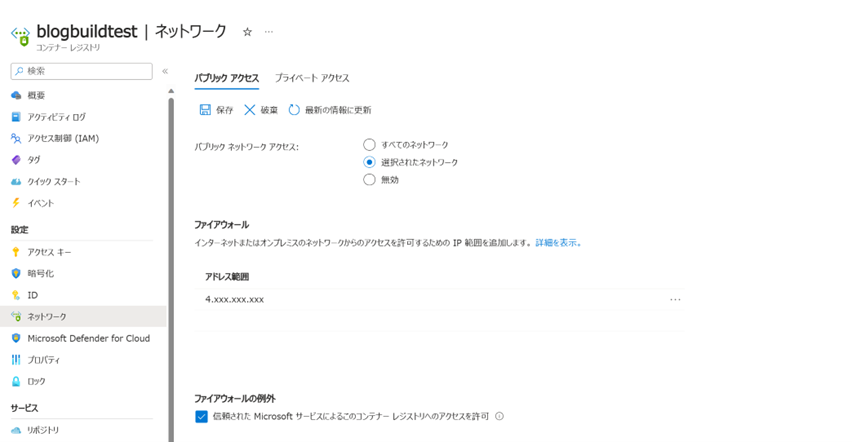 blogbuildtest | ネットワーク ☆ …
コンテナー レジストリ
検索 «
概要
アクティビティ ログ
アクセス制御 (IAM)
タグ
クイック スタート
イベント
設定
アクセス キー
暗号化
ID
ネットワーク
Microsoft Defender for Cloud
プロパティ
ロック
サービス
リポジトリ
パブリック アクセス プライベート アクセス
保存 破棄 最新の情報に更新
パブリック ネットワーク アクセス:
すべてのネットワーク
選択されたネットワーク
無効
ファイアウォール
インターネットまたはオンプレミスのネットワークからのアクセスを許可するための IP 範囲を追加します。詳細を表示。
アドレス範囲
4.xxx.xxx.xxx …
ファイアウォールの例外
信頼された Microsoft サービスによるこのコンテナー レジストリへのアクセスを許可